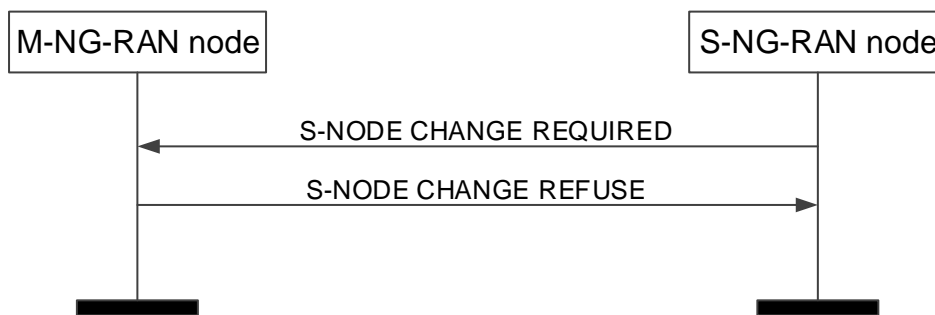 M-NG-RAN node
S-NG-RAN node
S-NODE CHANGE REQUIRED
S-NODE CHANGE REFUSE